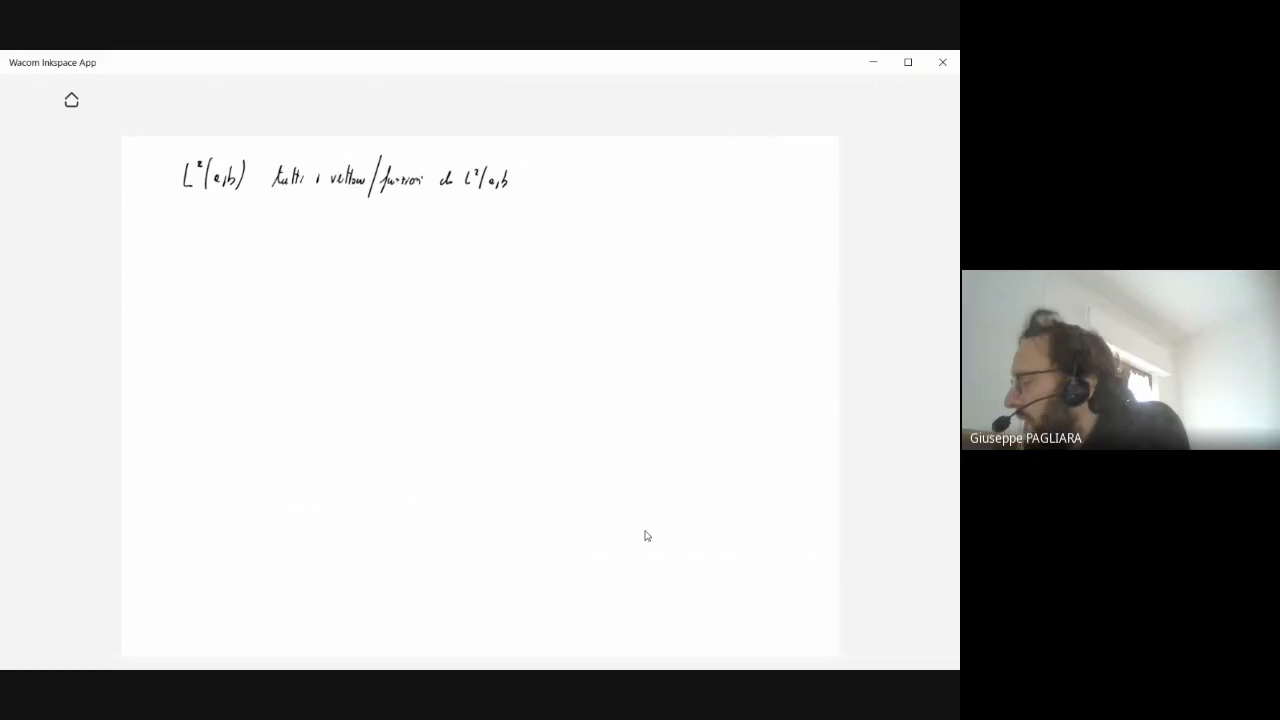 Wacom Inkspace App
L²(a,b) tutti i vettori/funzioni di L²(a,b
Giuseppe PAGLIARA